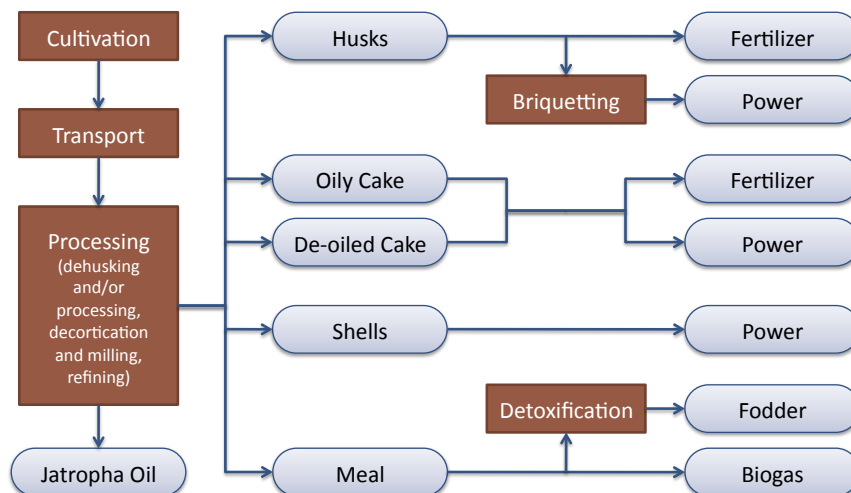 Cultivation
Transport
Processing
(dehusking
and/or
processing,
decortication
and milling,
refining)
Jatropha Oil
Husks
Briquetting
Fertilizer
Power
Oily Cake
De-oiled Cake
Fertilizer
Power
Shells
Power
Detoxification
Fodder
Meal
Biogas